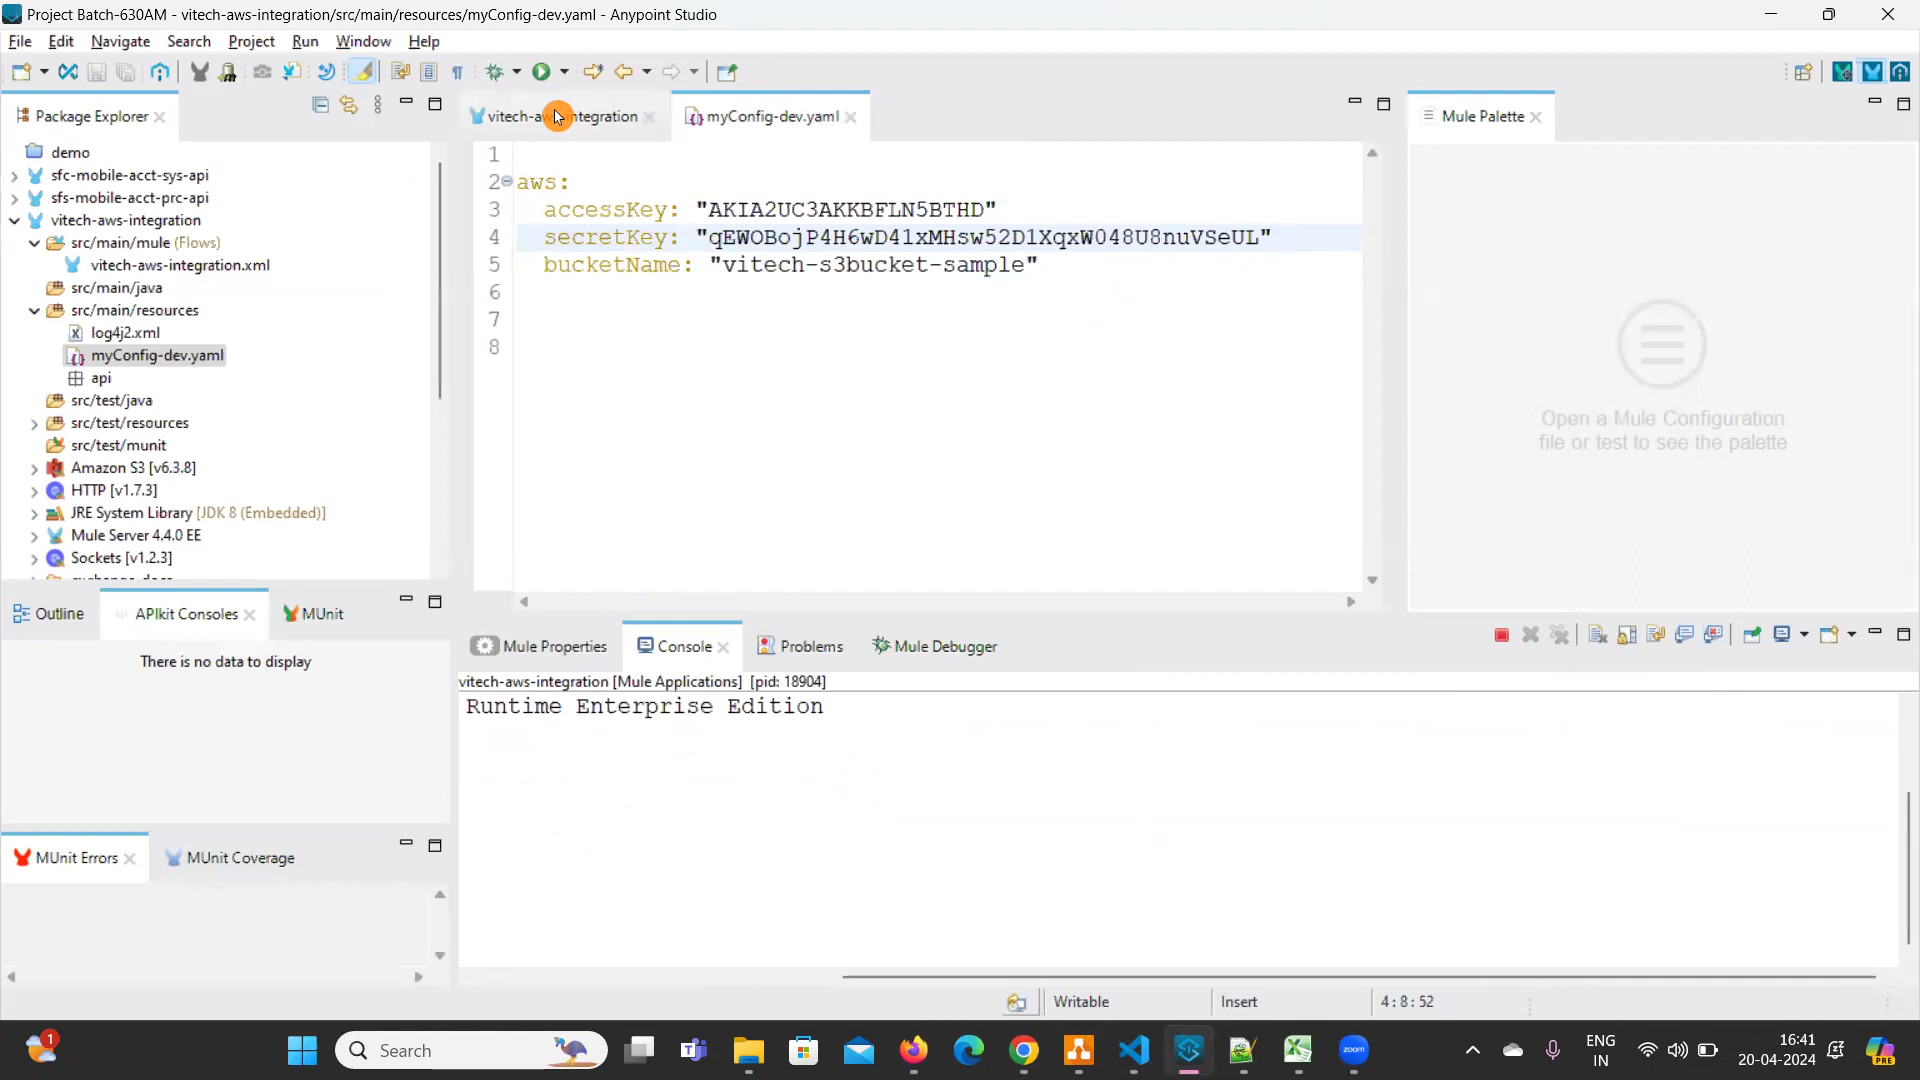 Project Batch-630AM - vitech-aws-integration/src/main/resources/myConfig-dev.yaml - Anypoint Studio
File Edit Navigate Search Project Run Window Help
Package Explorer
demo
sfc-mobile-acct-sys-api
sfs-mobile-acct-prc-api
vitech-aws-integration
src/main/mule (Flows)
vitech-aws-integration.xml
src/main/java
src/main/resources
log4j2.xml
myConfig-dev.yaml
api
src/test/java
src/test/resources
src/test/munit
Amazon S3 [v6.3.8]
HTTP [v1.7.3]
JRE System Library [JDK 8 (Embedded)]
Mule Server 4.4.0 EE
Sockets [v1.2.3]
vitech-aws-integration myConfig-dev.yaml
1
2 aws:
3 accessKey: "AKIA2UC3AKKBFLN5BTHD"
4 secretKey: "qEWOBojP4H6wD41xMHsw52D1XqxW048U8nuVSeUL"
5 bucketName: "vitech-s3bucket-sample"
6
7
8
Mule Palette
Open a Mule Configuration
file or test to see the palette
Outline APIkit Consoles MUnit
There is no data to display
MUnit Errors MUnit Coverage
Mule Properties Console Problems Mule Debugger
vitech-aws-integration [Mule Applications] [pid: 18904]
Runtime Enterprise Edition
Writable Insert 4 : 8 : 52
1
Search
zoom
ENG
IN
16:41
20-04-2024
PRE